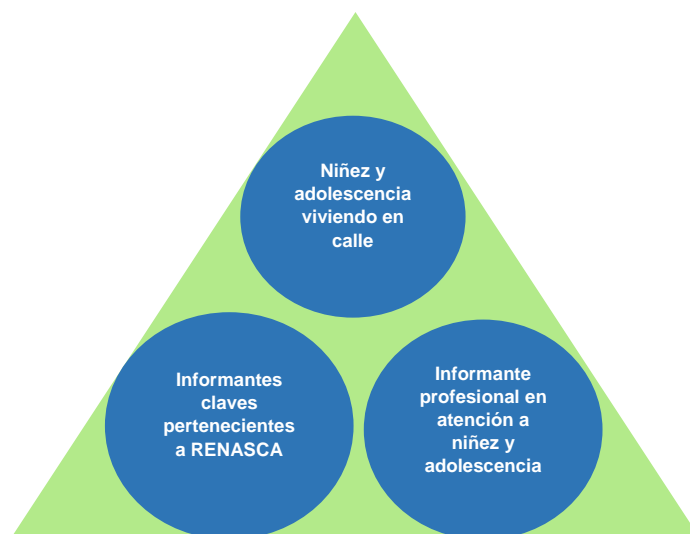 Niñez y
adolescencia
viviendo en
calle
Informantes
claves
pertenecientes
a RENASCA
Informante
profesional en
atención a
niñez y
adolescencia